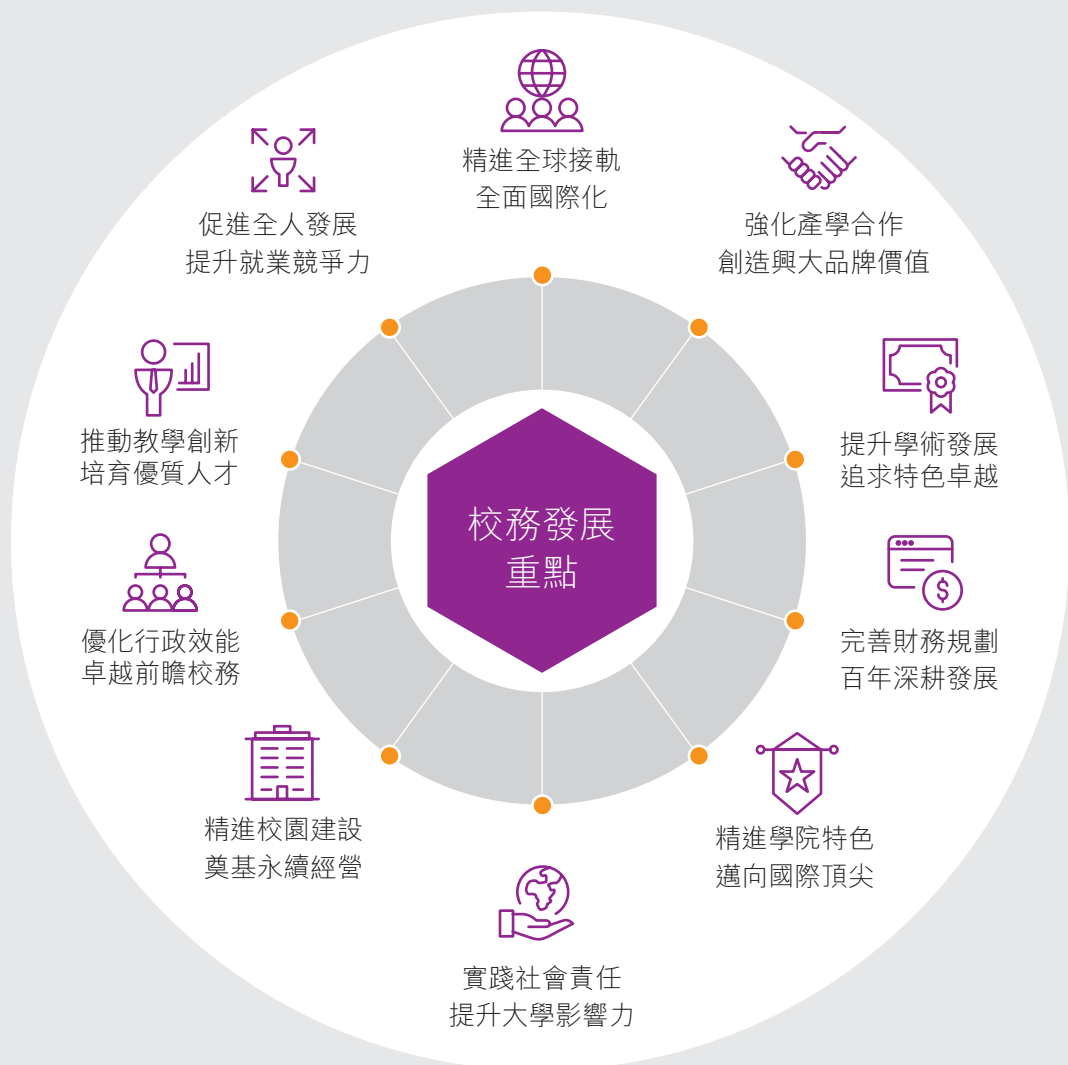 精進全球接軌
全面國際化
強化產學合作
創造興大品牌價值
提升學術發展
追求特色卓越
完善財務規劃
百年深耕發展
精進學院特色
邁向國際頂尖
實踐社會責任
提升大學影響力
精進校園建設
奠基永續經營
優化行政效能
卓越前瞻校務
推動教學創新
培育優質人才
促進全人發展
提升就業競爭力
校務發展
重點
$